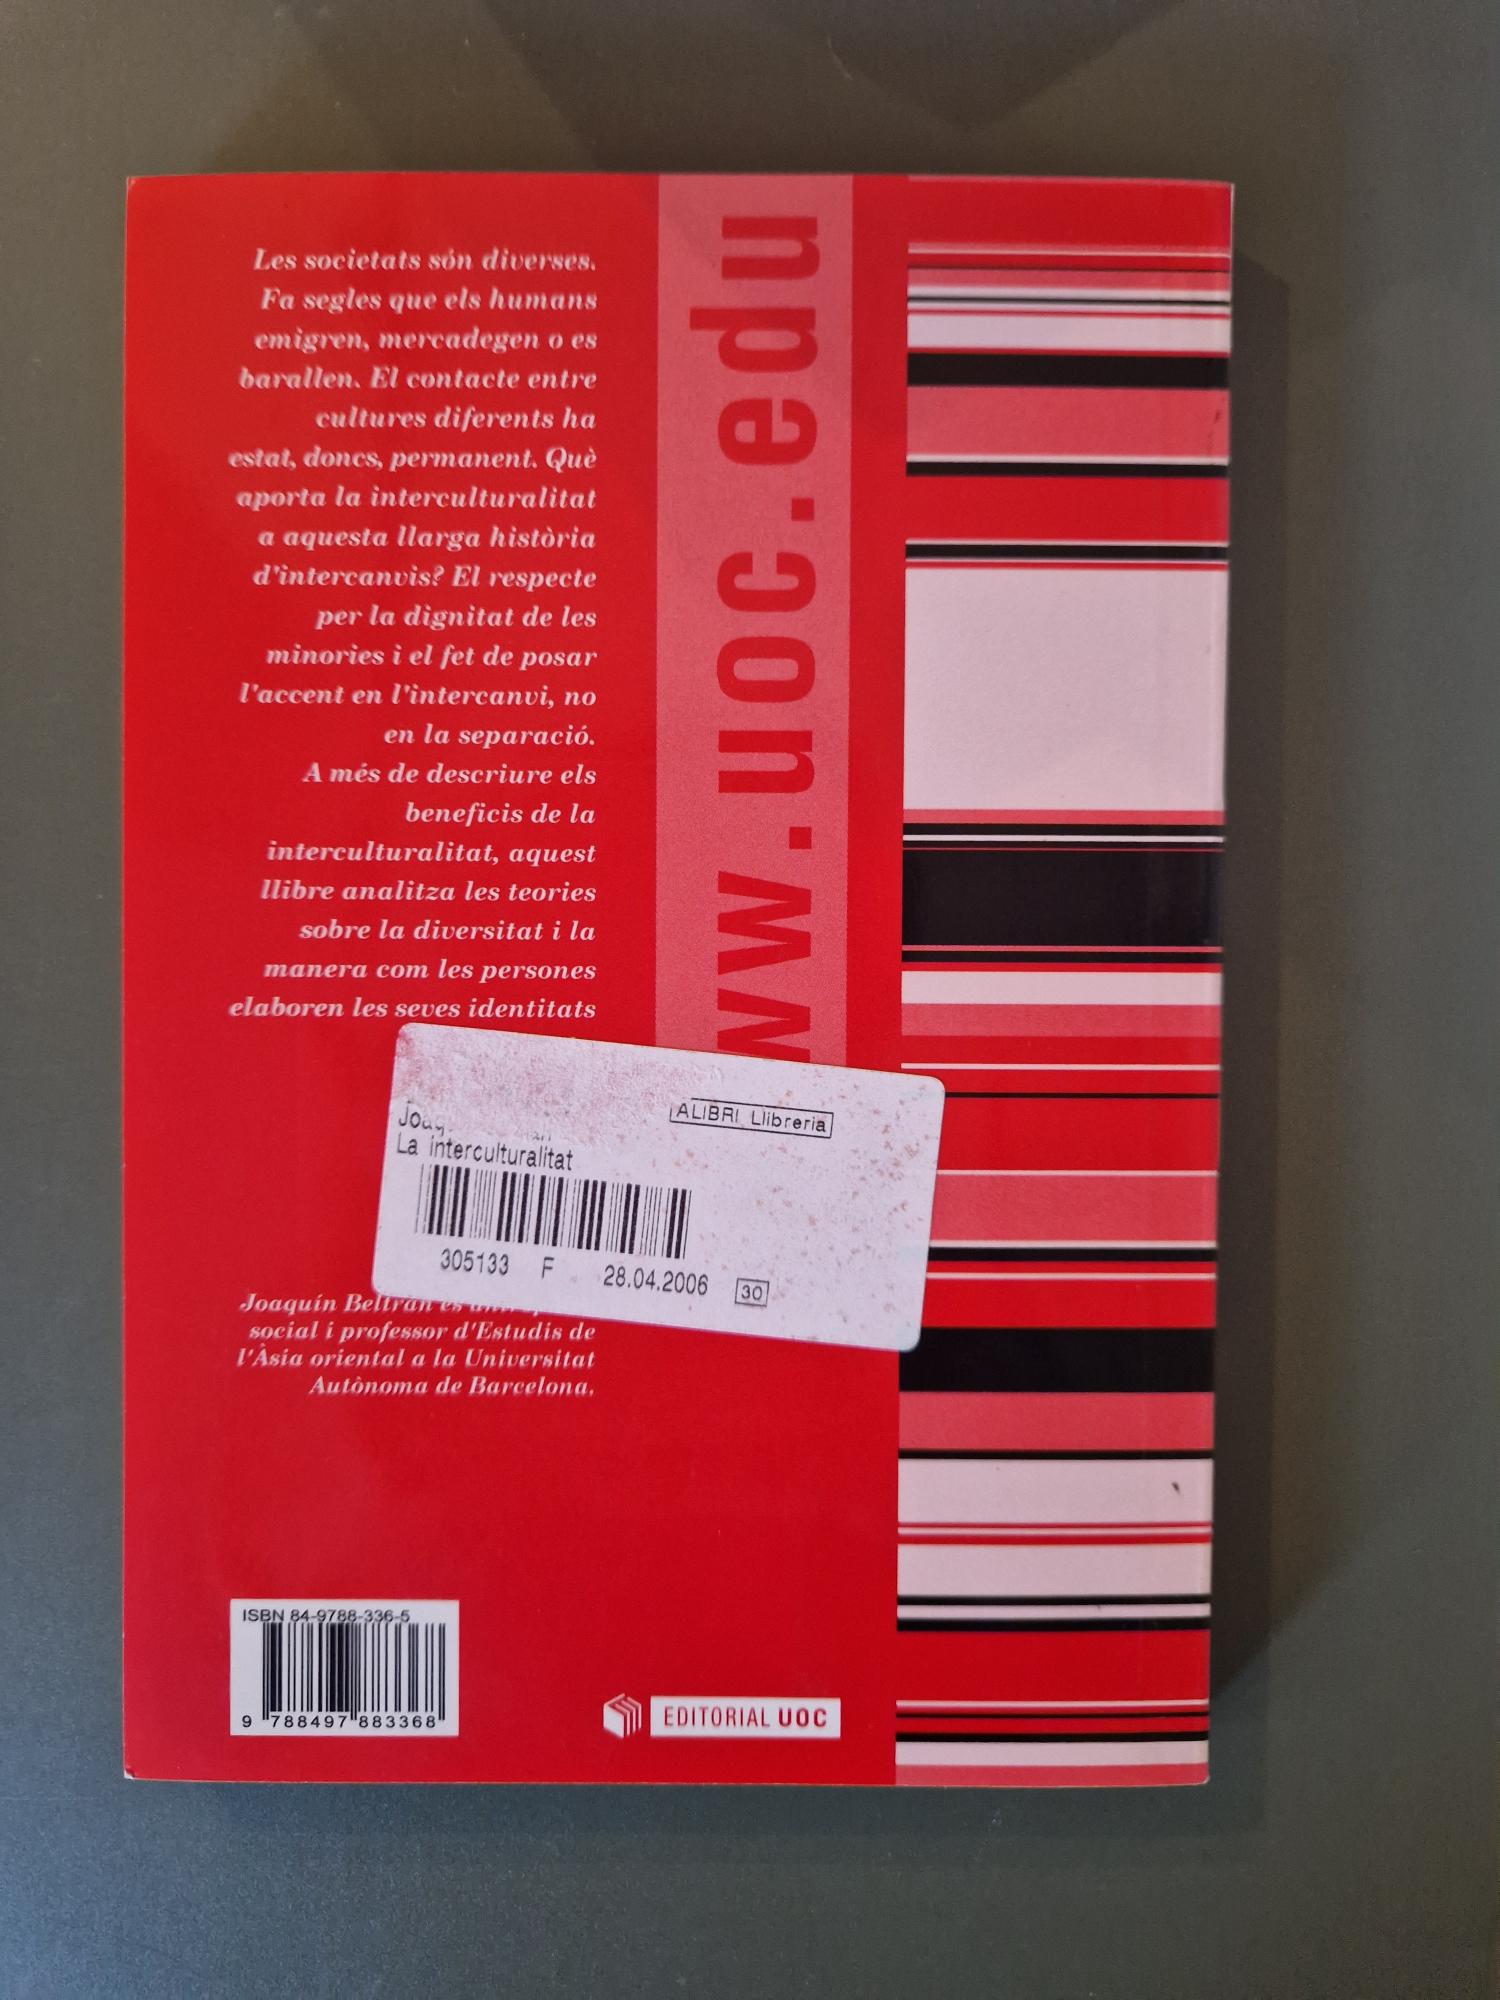 Les societats són diverses.
Fa segles que els humans
emigren, mercadegen o es
barallen. El contacte entre
cultures diferents ha
estat, doncs, permanent. Què
aporta la interculturalitat
a aquesta llarga història
d'intercanvis? El respecte
per la dignitat de les
minories i el fet de posar
l'accent en l'intercanvi, no
en la separació.
A més de descriure els
beneficis de la
interculturalitat, aquest
llibre analitza les teories
sobre la diversitat i la
manera com les persones
elaboren les seves identitats
ww.uoc.edu
ALIBRI Llibreria
La interculturalitat
305133 F 28.04.2006 30
Joaquín Beltrán és
social i professor d'Estudis de
l'Àsia oriental a la Universitat
Autònoma de Barcelona.
ISBN 84-9788-336-5
9 788497 883368
EDITORIAL UOC